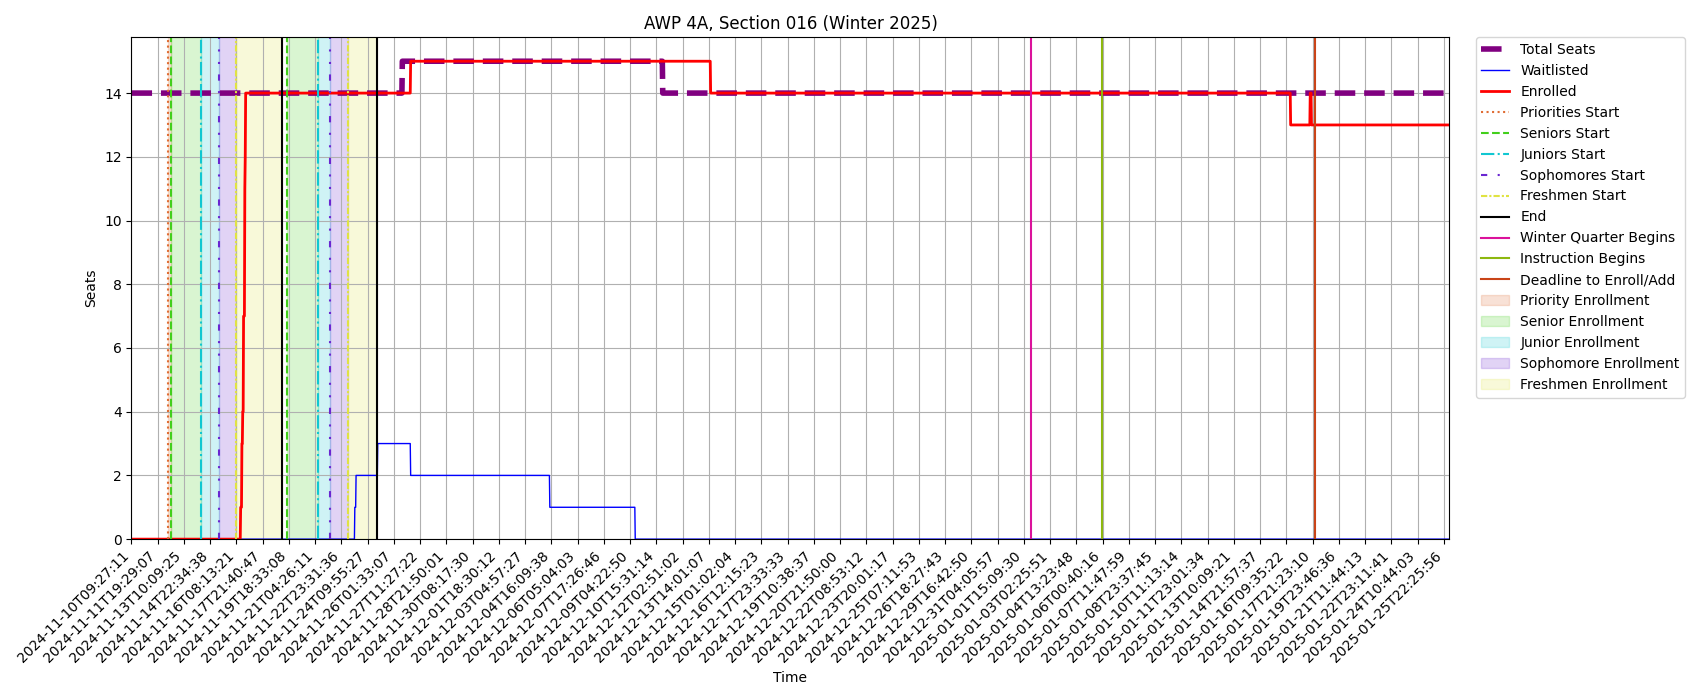 AWP 4A, Section 016 (Winter 2025)
Seats
14
12
10
8
6
4
2
0
2024-11-10T09:27:11
2024-11-11T19:29:07
2024-11-13T10:09:25
2024-11-14T22:34:38
2024-11-16T08:13:21
2024-11-17T21:40:47
2024-11-19T18:33:08
2024-11-21T04:26:11
2024-11-22T22:31:36
2024-11-24T09:55:27
2024-11-26T01:33:07
2024-11-27T11:27:22
2024-11-28T21:50:01
2024-11-30T08:17:30
2024-12-01T18:30:12
2024-12-03T04:57:27
2024-12-04T16:09:38
2024-12-06T05:04:03
2024-12-07T17:26:46
2024-12-09T04:22:50
2024-12-10T15:31:14
2024-12-12T02:51:02
2024-12-13T14:01:07
2024-12-15T01:02:04
2024-12-16T12:15:23
2024-12-17T23:33:33
2024-12-19T10:38:37
2024-12-20T21:50:00
2024-12-22T08:53:12
2024-12-23T20:01:17
2024-12-25T07:11:53
2024-12-26T18:27:43
2024-12-29T16:42:50
2024-12-31T04:05:57
2025-01-01T15:09:30
2025-01-03T02:25:51
2025-01-04T13:23:48
2025-01-06T00:40:16
2025-01-07T11:47:59
2025-01-08T23:37:45
2025-01-10T11:13:14
2025-01-11T23:01:34
2025-01-13T10:09:21
2025-01-14T21:57:37
2025-01-16T09:35:22
2025-01-17T21:23:10
2025-01-19T23:46:36
2025-01-21T11:44:13
2025-01-22T23:11:41
2025-01-24T10:44:03
2025-01-25T22:25:56
Time
Total Seats
Waitlisted
Enrolled
Priorities Start
Seniors Start
Juniors Start
Sophomores Start
Freshmen Start
End
Winter Quarter Begins
Instruction Begins
Deadline to Enroll/Add
Priority Enrollment
Senior Enrollment
Junior Enrollment
Sophomore Enrollment
Freshmen Enrollment